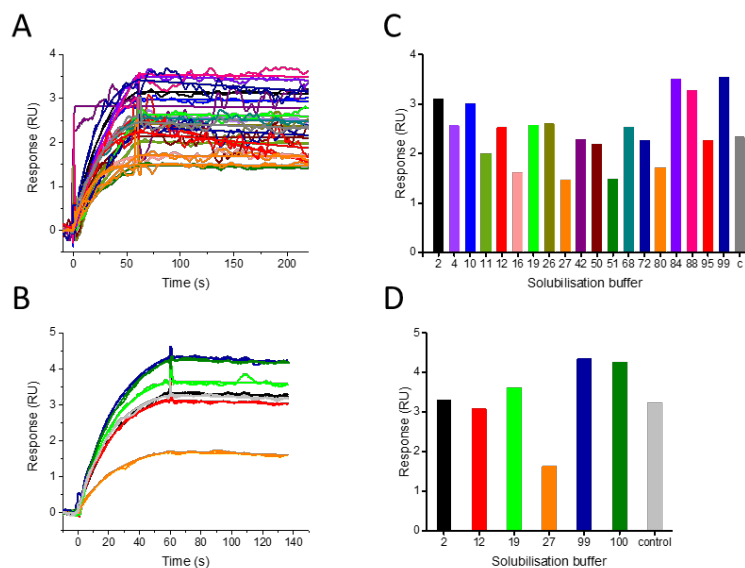 A
Response (RU)
4
3
2
1
0
0 50 100 150 200
Time (s)
C
Response (RU)
4
3
2
1
0
2 4 10 11 12 16 19 26 27 42 50 51 68 72 80 84 88 95 99 c
Solubilisation buffer
B
Response (RU)
5
4
3
2
1
0
0 20 40 60 80 100 120 140
Time (s)
D
Response (RU)
5
4
3
2
1
0
2 12 19 27 99 100 control
Solubilisation buffer